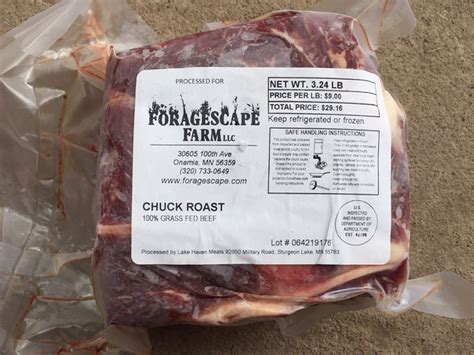 PROCESSED FOR
FORAGESCAPE
FARM LLC
30605 100th Ave
Onamia, MN 56359
(320) 733-0649
www.foragescape.com
CHUCK ROAST
100% GRASS FED BEEF
NET WT. 3.24 LB
PRICE PER LB: $9.00
TOTAL PRICE: $29.16
Keep refrigerated or frozen.
SAFE HANDLING INSTRUCTIONS
U.S.
INSPECTED
AND PASSED BY
DEPARTMENT OF
AGRICULTURE
EST.
Lot # 064219176
Processed by Lake Haven Meats 92850 Military Road, Sturgeon Lake, MN 55783